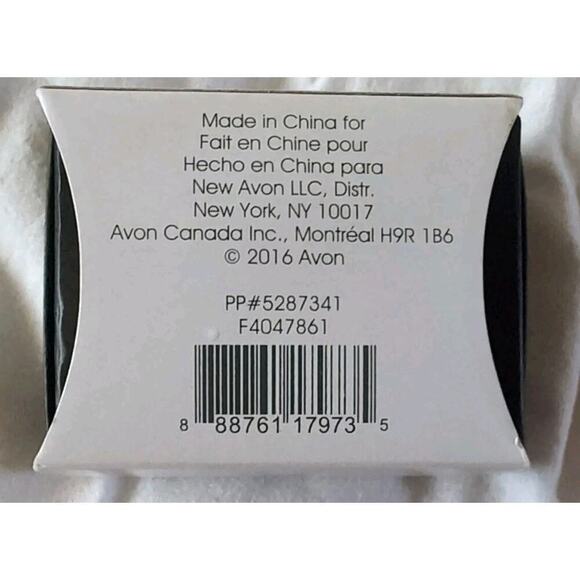 Made in China for
Fait en Chine pour
Hecho en China para
New Avon LLC, Distr.
New York, NY 10017
Avon Canada Inc., Montréal H9R 1B6
© 2016 Avon
PP#5287341
F4047861
8 88761 17973 5